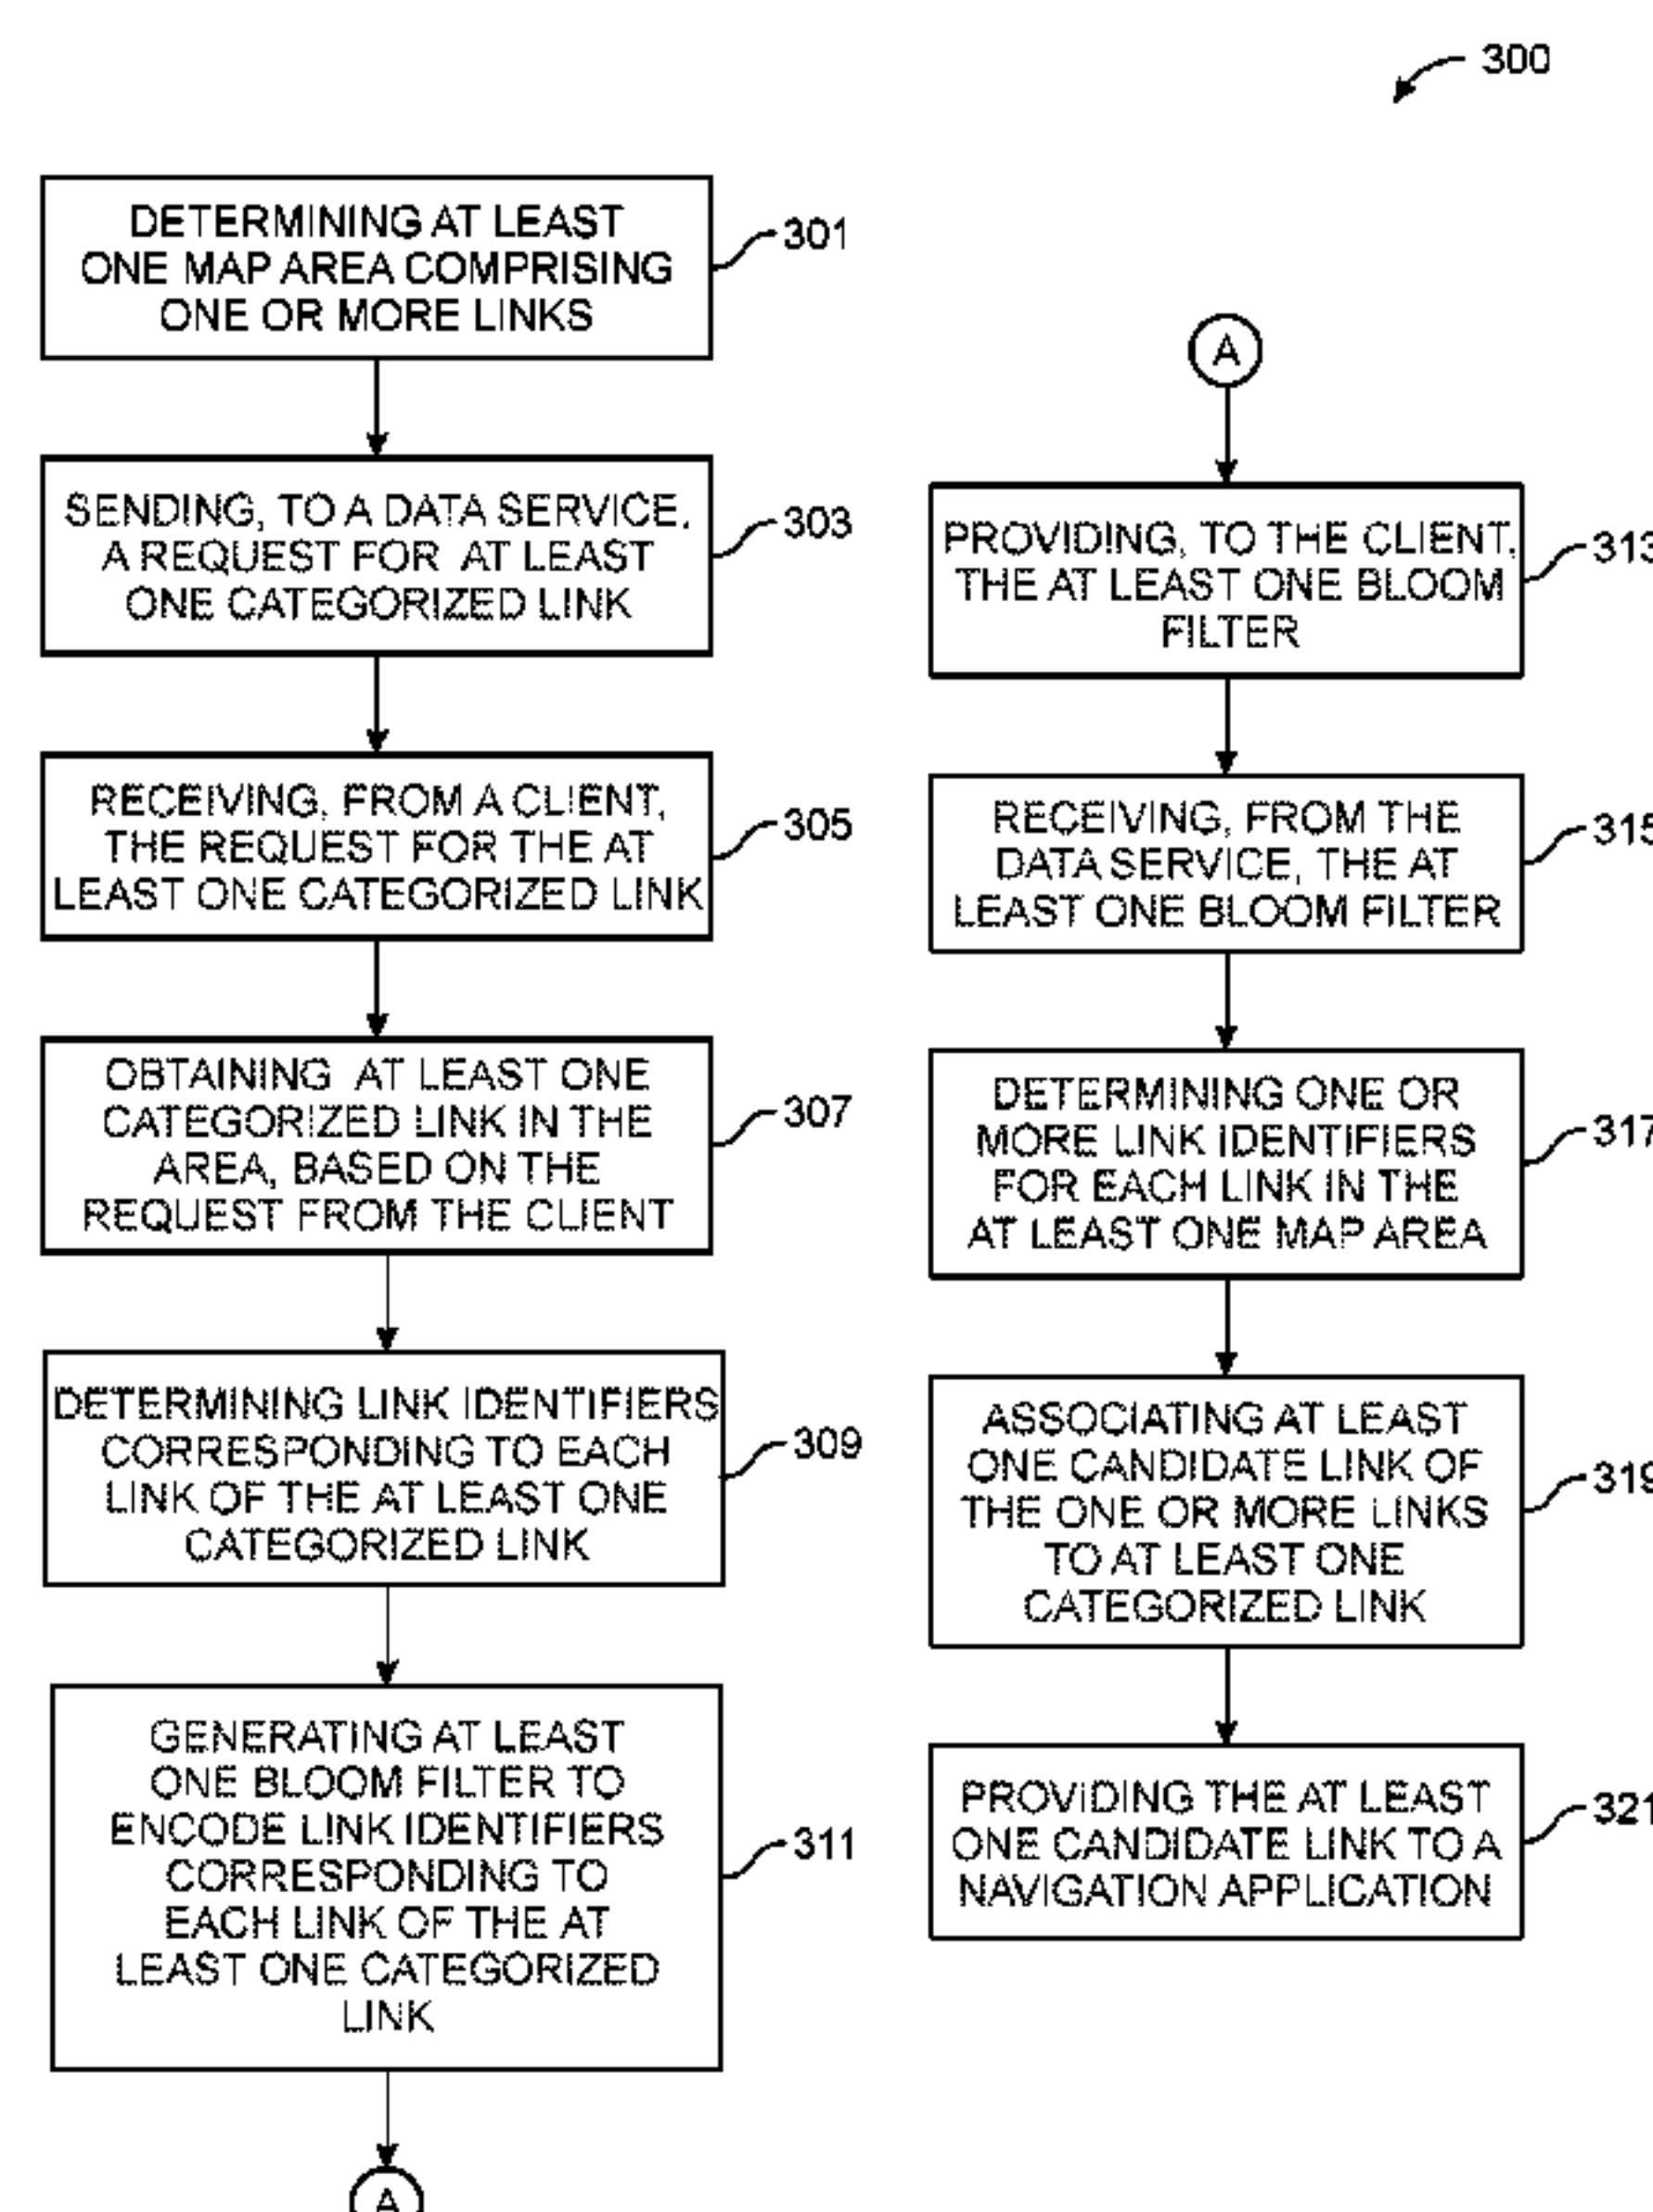 300
DETERMINING AT LEAST
ONE MAP AREA COMPRISING
ONE OR MORE LINKS
301
SENDING, TO A DATA SERVICE,
A REQUEST FOR AT LEAST
ONE CATEGORIZED LINK
303
RECEIVING, FROM A CLIENT,
THE REQUEST FOR THE AT
LEAST ONE CATEGORIZED LINK
305
OBTAINING AT LEAST ONE
CATEGORIZED LINK IN THE
AREA, BASED ON THE
REQUEST FROM THE CLIENT
307
DETERMINING LINK IDENTIFIERS
CORRESPONDING TO EACH
LINK OF THE AT LEAST ONE
CATEGORIZED LINK
309
GENERATING AT LEAST
ONE BLOOM FILTER TO
ENCODE LINK IDENTIFIERS
CORRESPONDING TO
EACH LINK OF THE AT
LEAST ONE CATEGORIZED
LINK
311
A
A
PROVIDING, TO THE CLIENT,
THE AT LEAST ONE BLOOM
FILTER
313
RECEIVING, FROM THE
DATA SERVICE, THE AT
LEAST ONE BLOOM FILTER
315
DETERMINING ONE OR
MORE LINK IDENTIFIERS
FOR EACH LINK IN THE
AT LEAST ONE MAP AREA
317
ASSOCIATING AT LEAST
ONE CANDIDATE LINK OF
THE ONE OR MORE LINKS
TO AT LEAST ONE
CATEGORIZED LINK
319
PROVIDING THE AT LEAST
ONE CANDIDATE LINK TO A
NAVIGATION APPLICATION
321